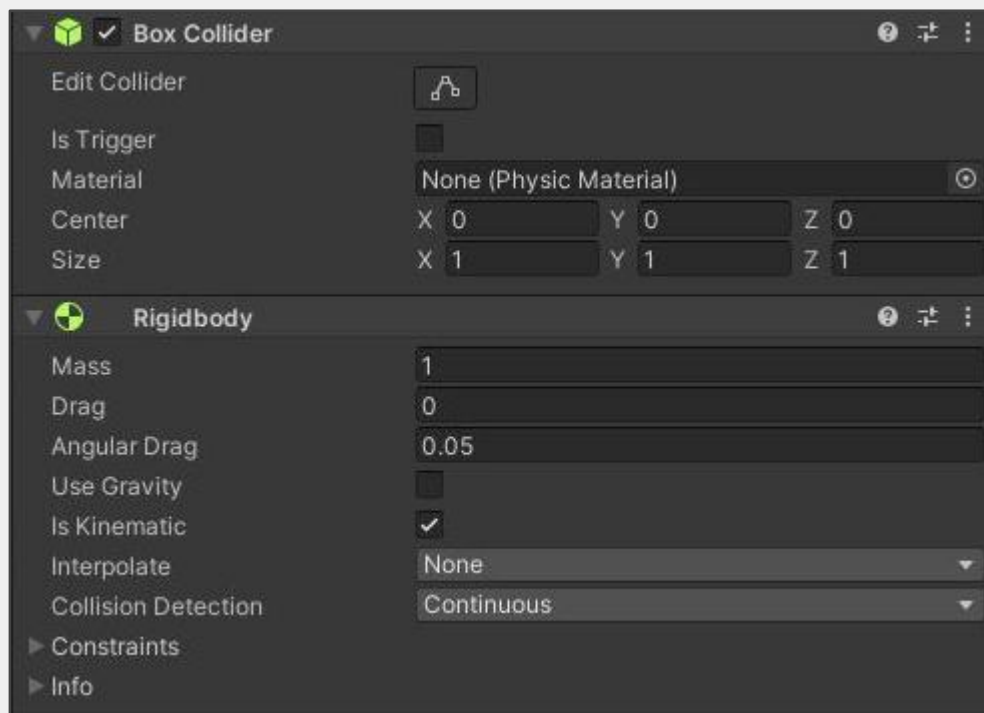 Box Collider
Edit Collider
Is Trigger
Material None (Physic Material)
Center X 0 Y 0 Z 0
Size X 1 Y 1 Z 1
Rigidbody
Mass 1
Drag 0
Angular Drag 0.05
Use Gravity
Is Kinematic
Interpolate None
Collision Detection Continuous
Constraints
Info